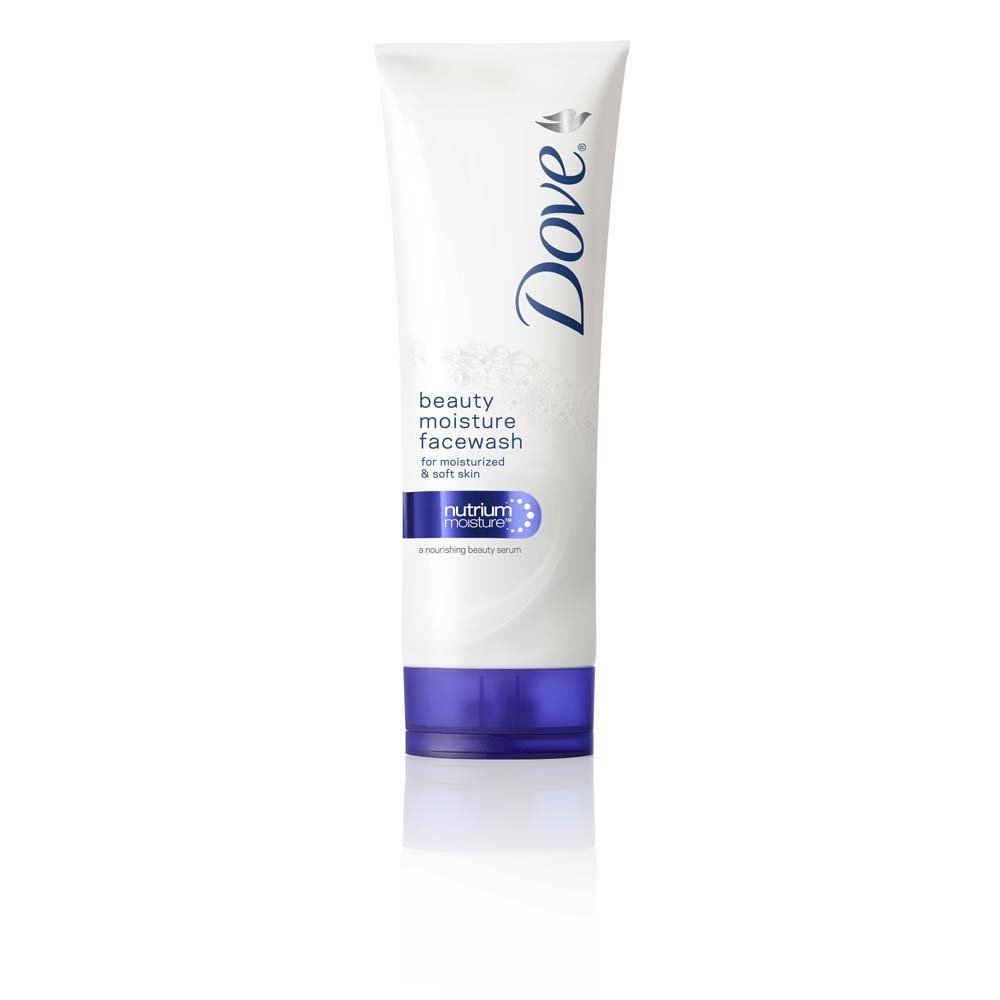 Dove®
beauty
moisture
facewash
for moisturized
& soft skin
nutrium
moisture™
a nourishing beauty serum